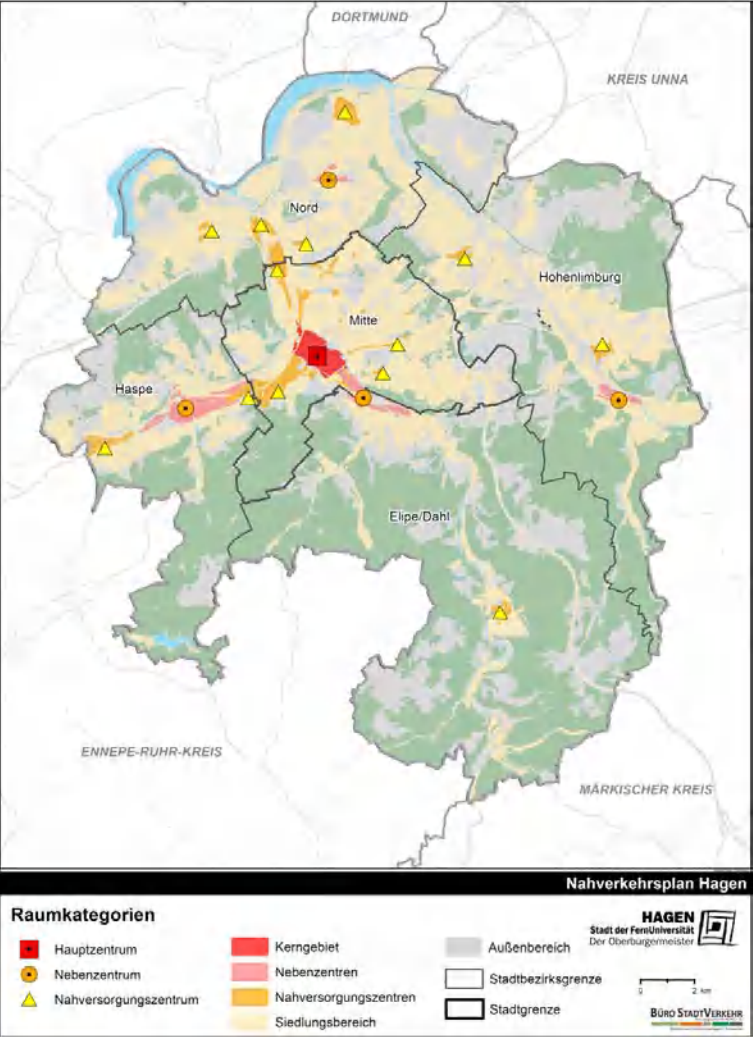 DORTMUND
KREIS UNNA
Nord
Hohenlimburg
Mitte
Haspe
Elipe/Dahl
ENNEPE-RUHR-KREIS
MÄRKISCHER KREIS
Nahverkehrsplan Hagen
Raumkategorien
Hauptzentrum
Nebenzentrum
Nahversorgungszentrum
Kerngebiet
Nebenzentren
Nahversorgungszentren
Siedlungsbereich
Außenbereich
Stadtbezirksgrenze
Stadtgrenze
HAGEN
Stadt der FernUniversität
Der Oberbürgermeister
0 2 km
BÜRO STADTVERKEHR